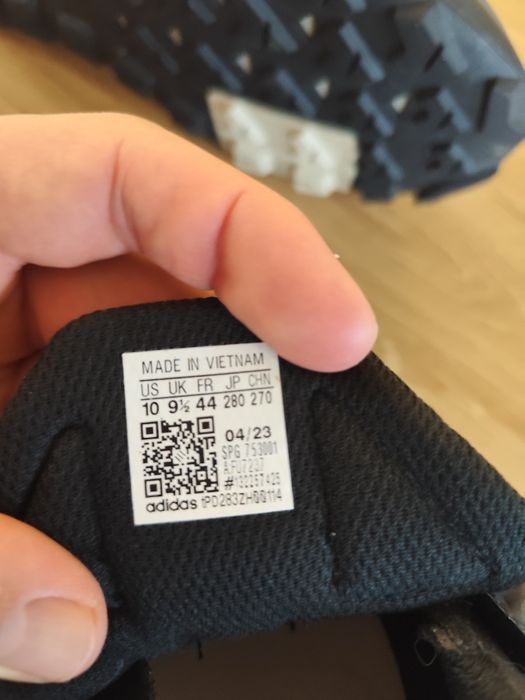 MADE IN VIETNAM
US UK FR JP CHN
10 9½ 44 280 270
04/23
SPG 753001
#132257425
adidas